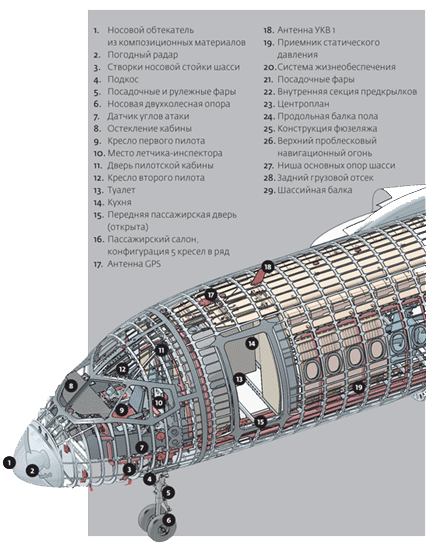 1. Носовой обтекатель
из композиционных материалов
2. Погодный радар
3. Створки носовой стойки шасси
4. Подкос
5. Посадочные и рулежные фары
6. Носовая двухколесная опора
7. Датчик углов атаки
8. Остекление кабины
9. Кресло первого пилота
10. Место летчика-инспектора
11. Дверь пилотской кабины
12. Кресло второго пилота
13. Туалет
14. Кухня
15. Передняя пассажирская дверь
(открыта)
16. Пассажирский салон,
конфигурация 5 кресел в ряд
17. Антенна GPS
18. Антенна УКВ 1
19. Приемник статического
давления
20. Система жизнеобеспечения
21. Посадочные фары
22. Внутренняя секция предкрылков
23. Центроплан
24. Продольная балка пола
25. Конструкция фюзеляжа
26. Верхний проблесковый
навигационный огонь
27. Ниша основных опор шасси
28. Задний грузовой отсек
29. Шассийная балка
18
17
14
11
12
13
8
10
9
19
15
7
1
2
3
4
5
6